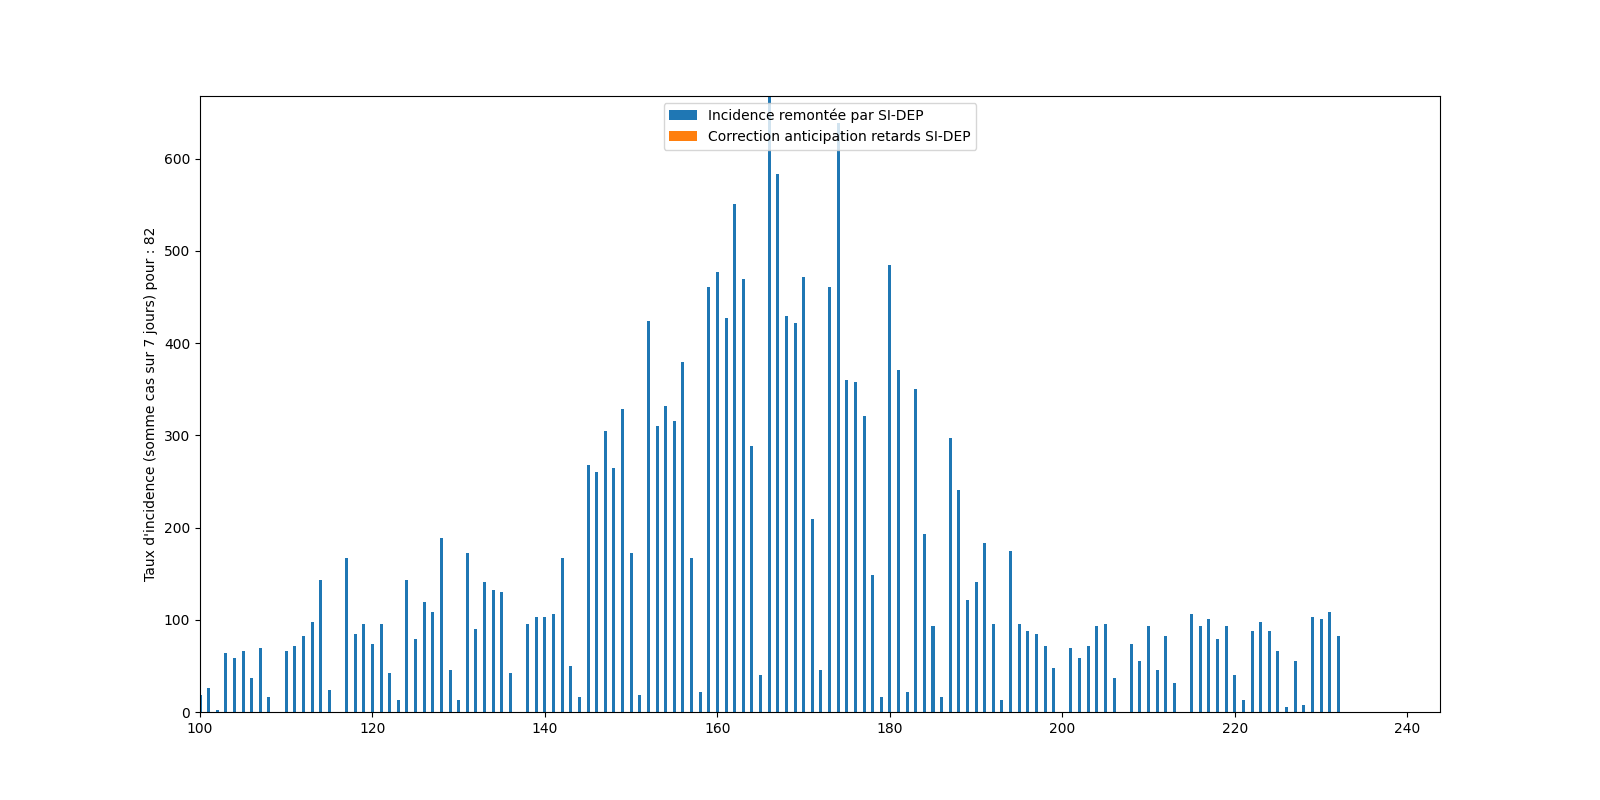 Incidence remontée par SI-DEP
Correction anticipation retards SI-DEP
Taux d'incidence (somme cas sur 7 jours) pour : 82
600
500
400
300
200
100
0
100 120 140 160 180 200 220 240